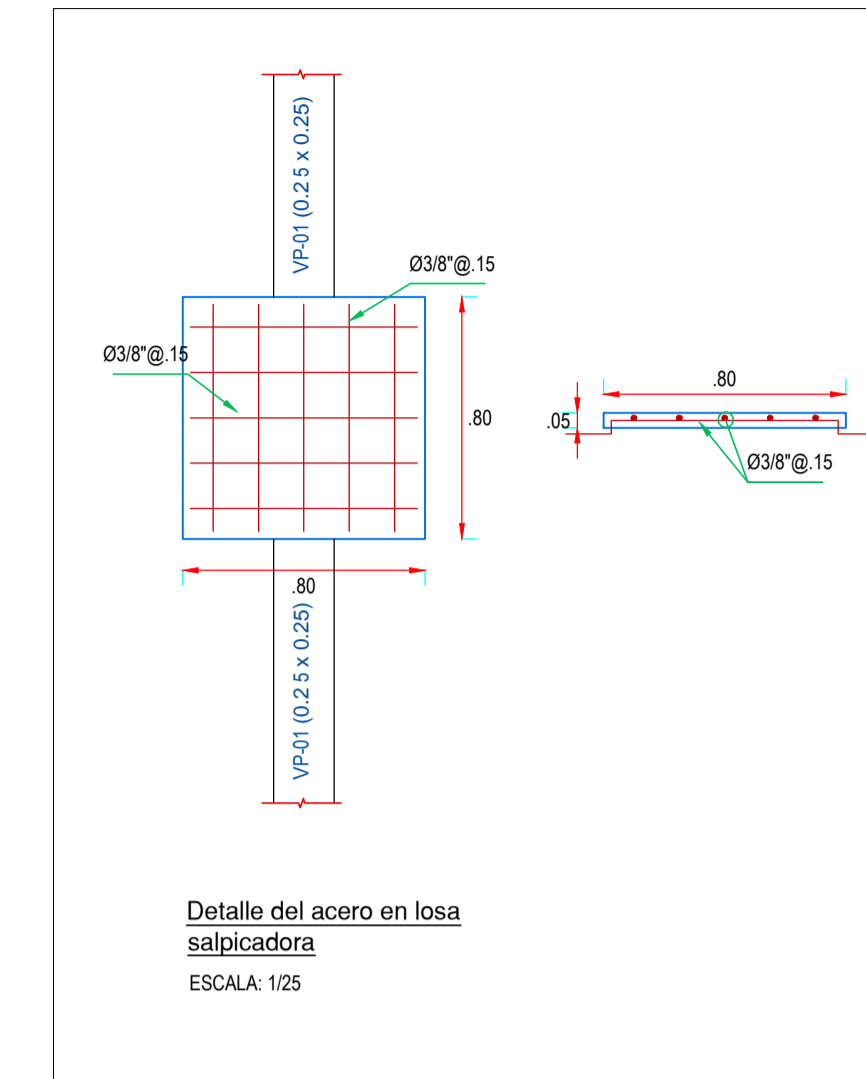 VP-01 (0.2 5 x 0.25)
Ø3/8"@.15
Ø3/8"@.15
.80
.80
VP-01 (0.2 5 x 0.25)
.80
.05
Ø3/8"@.15
Detalle del acero en losa
salpicadora
ESCALA: 1/25